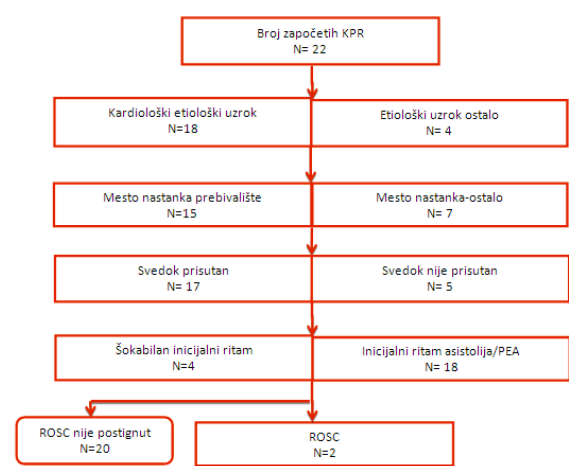 Broj započetih KPR
N= 22
Kardiološki etiološki uzrok
N=18
Etiološki uzrok ostalo
N= 4
Mesto nastanka prebivalište
N=15
Mesto nastanka-ostalo
N= 7
Svedok prisutan
N= 17
Svedok nije prisutan
N= 5
Šokabilan inicijalni ritam
N=4
Inicijalni ritam asistolija/PEA
N= 18
ROSC nije postignut
N=20
ROSC
N=2